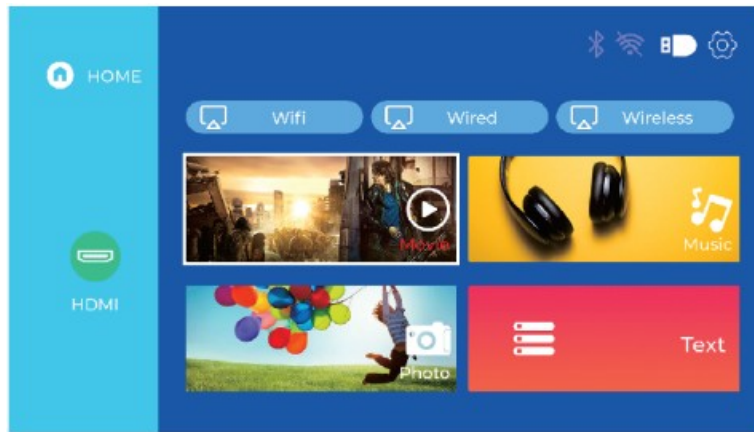 HOME
Wifi
Wired
Wireless
Movie
Music
HDMI
Photo
Text